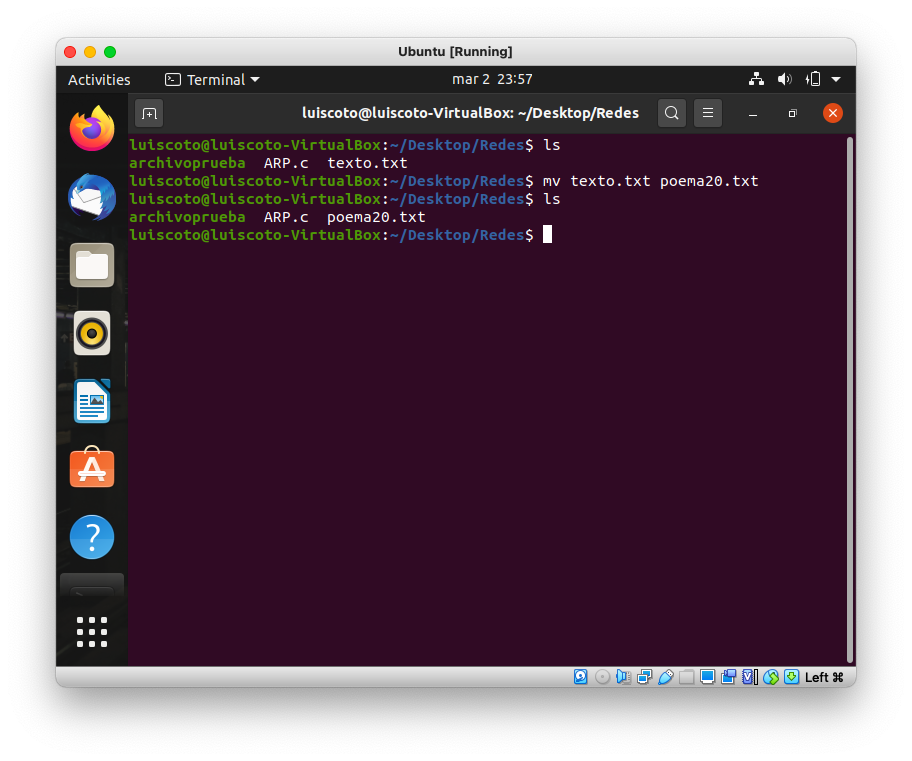 Ubuntu [Running]
Activities Terminal mar 2 23:57
luiscoto@luiscoto-VirtualBox: ~/Desktop/Redes
luiscoto@luiscoto-VirtualBox:~/Desktop/Redes$ ls
archivoprueba ARP.c texto.txt
luiscoto@luiscoto-VirtualBox:~/Desktop/Redes$ mv texto.txt poema20.txt
luiscoto@luiscoto-VirtualBox:~/Desktop/Redes$ ls
archivoprueba ARP.c poema20.txt
luiscoto@luiscoto-VirtualBox:~/Desktop/Redes$
Left ⌘